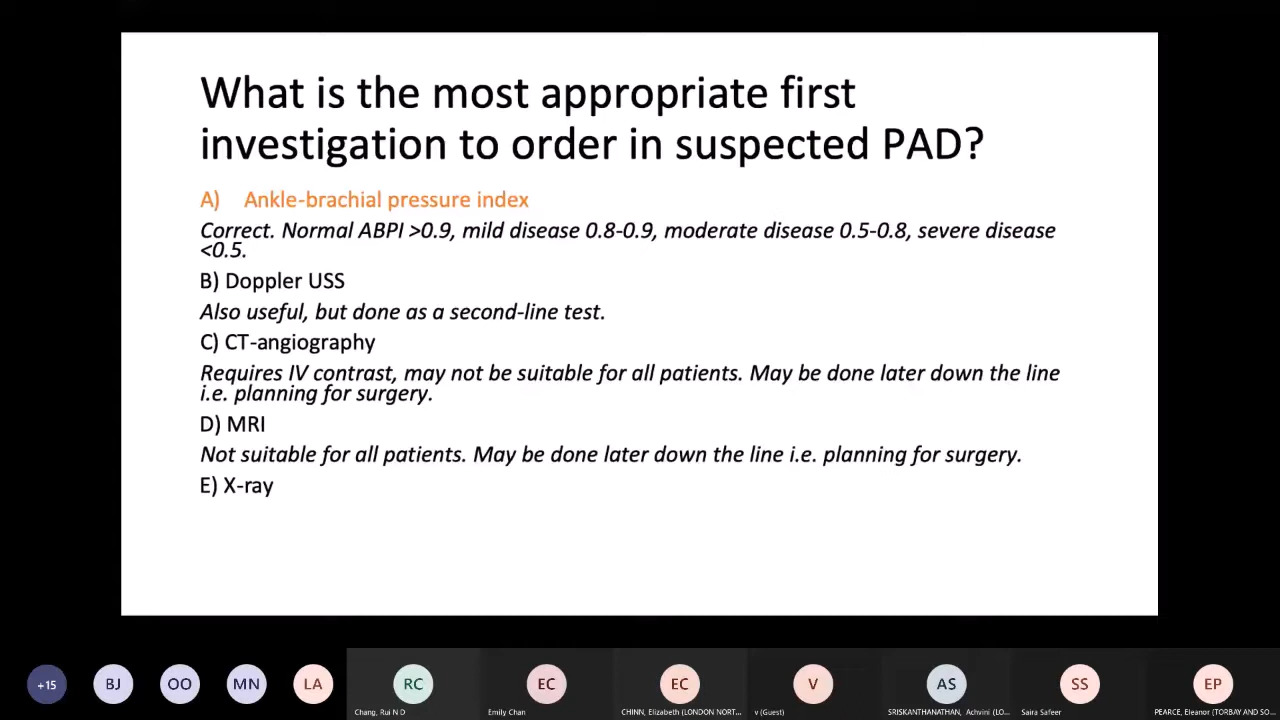 What is the most appropriate first
investigation to order in suspected PAD?
A) Ankle-brachial pressure index
Correct. Normal ABPI >0.9, mild disease 0.8-0.9, moderate disease 0.5-0.8, severe disease
<0.5.
B) Doppler USS
Also useful, but done as a second-line test.
C) CT-angiography
Requires IV contrast, may not be suitable for all patients. May be done later down the line
i.e. planning for surgery.
D) MRI
Not suitable for all patients. May be done later down the line i.e. planning for surgery.
E) X-ray
+15 BJ OO MN LA RC EC EC V AS SS EP
Chang, Rui N D Emily Chan CHINN, Elizabeth (LONDON NORT... v (Guest) SRISKANTHANATHAN, Achvini (LO... Saira Safeer PEARCE, Eleanor (TORBAY AND SO...